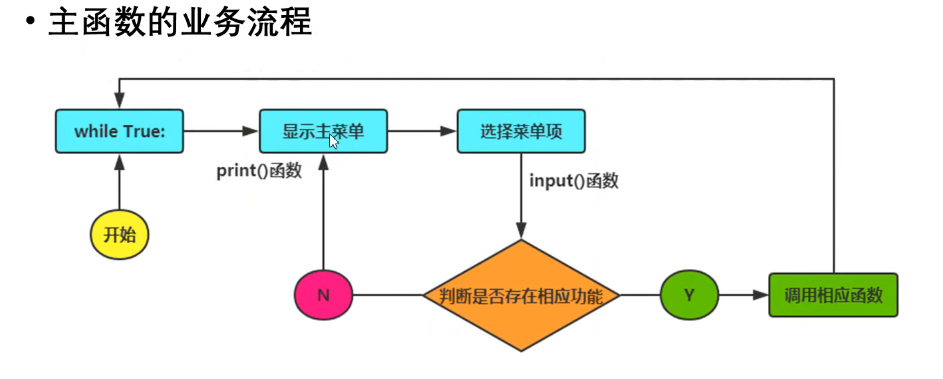 • 主函数的业务流程
while True:
显示主菜单
选择菜单项
print()函数
input()函数
开始
N
判断是否存在相应功能
Y
调用相应函数